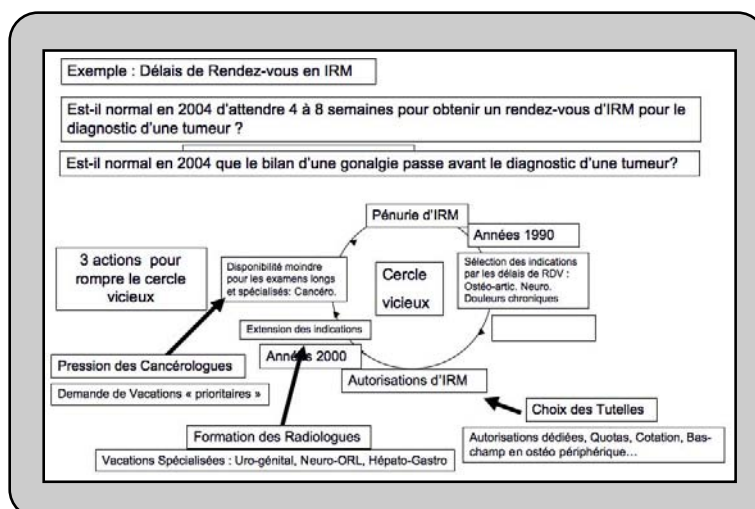 Exemple : Délais de Rendez-vous en IRM
Est-il normal en 2004 d'attendre 4 à 8 semaines pour obtenir un rendez-vous d'IRM pour le
diagnostic d'une tumeur ?
Est-il normal en 2004 que le bilan d'une gonalgie passe avant le diagnostic d'une tumeur?
Pénurie d'IRM
Années 1990
3 actions pour
rompre le cercle
vicieux
Disponibilité moindre
pour les examens longs
et spécialisés: Cancéro.
Cercle
vicieux
Sélection des indications
par les délais de RDV :
Ostéo-artic. Neuro.
Douleurs chroniques
Extension des indications
Années 2000
Pression des Cancérologues
Demande de Vacations « prioritaires »
Autorisations d'IRM
Choix des Tutelles
Autorisations dédiées, Quotas, Cotation, Bas-
champ en ostéo périphérique…
Formation des Radiologues
Vacations Spécialisées : Uro-génital, Neuro-ORL, Hépato-Gastro